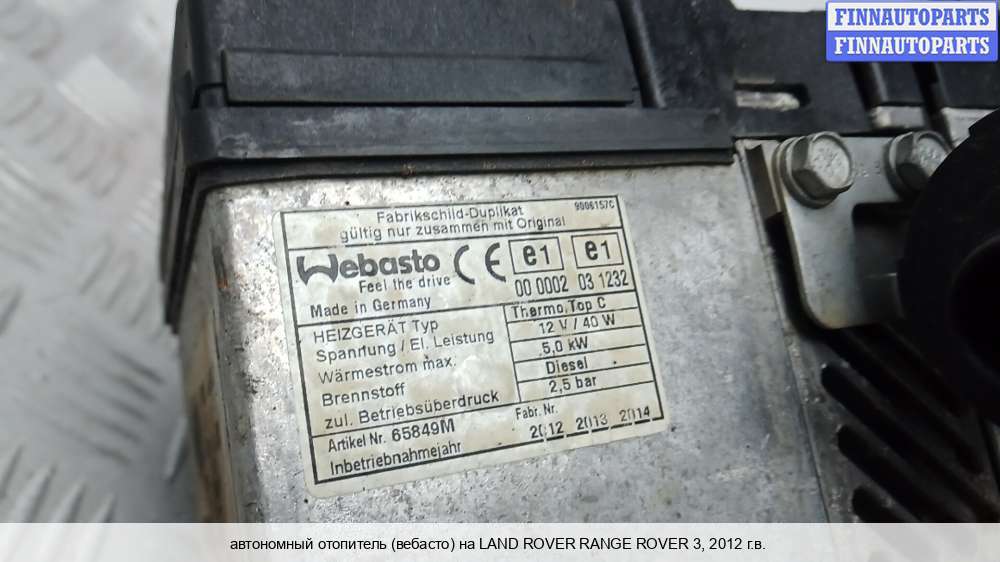 FINNAUTOPARTS
FINNAUTOPARTS
Fabrikschild-Duplikat
9006157C
gültig nur zusammen mit Original
Webasto CE e1 e1
Feel the drive
00 0002 03 1232
Made in Germany
HEIZGERÄT Typ Thermo Top C
Spannung / El. Leistung 12 V / 40 W
Wärmestrom max. 5,0 kW
Brennstoff Diesel
zul. Betriebsüberdruck 2,5 bar
Artikel Nr. 65849M Fabr. Nr.
Inbetriebnahmejahr 2012 2013 2014
автономный отопитель (вебасто) на LAND ROVER RANGE ROVER 3, 2012 г.в.